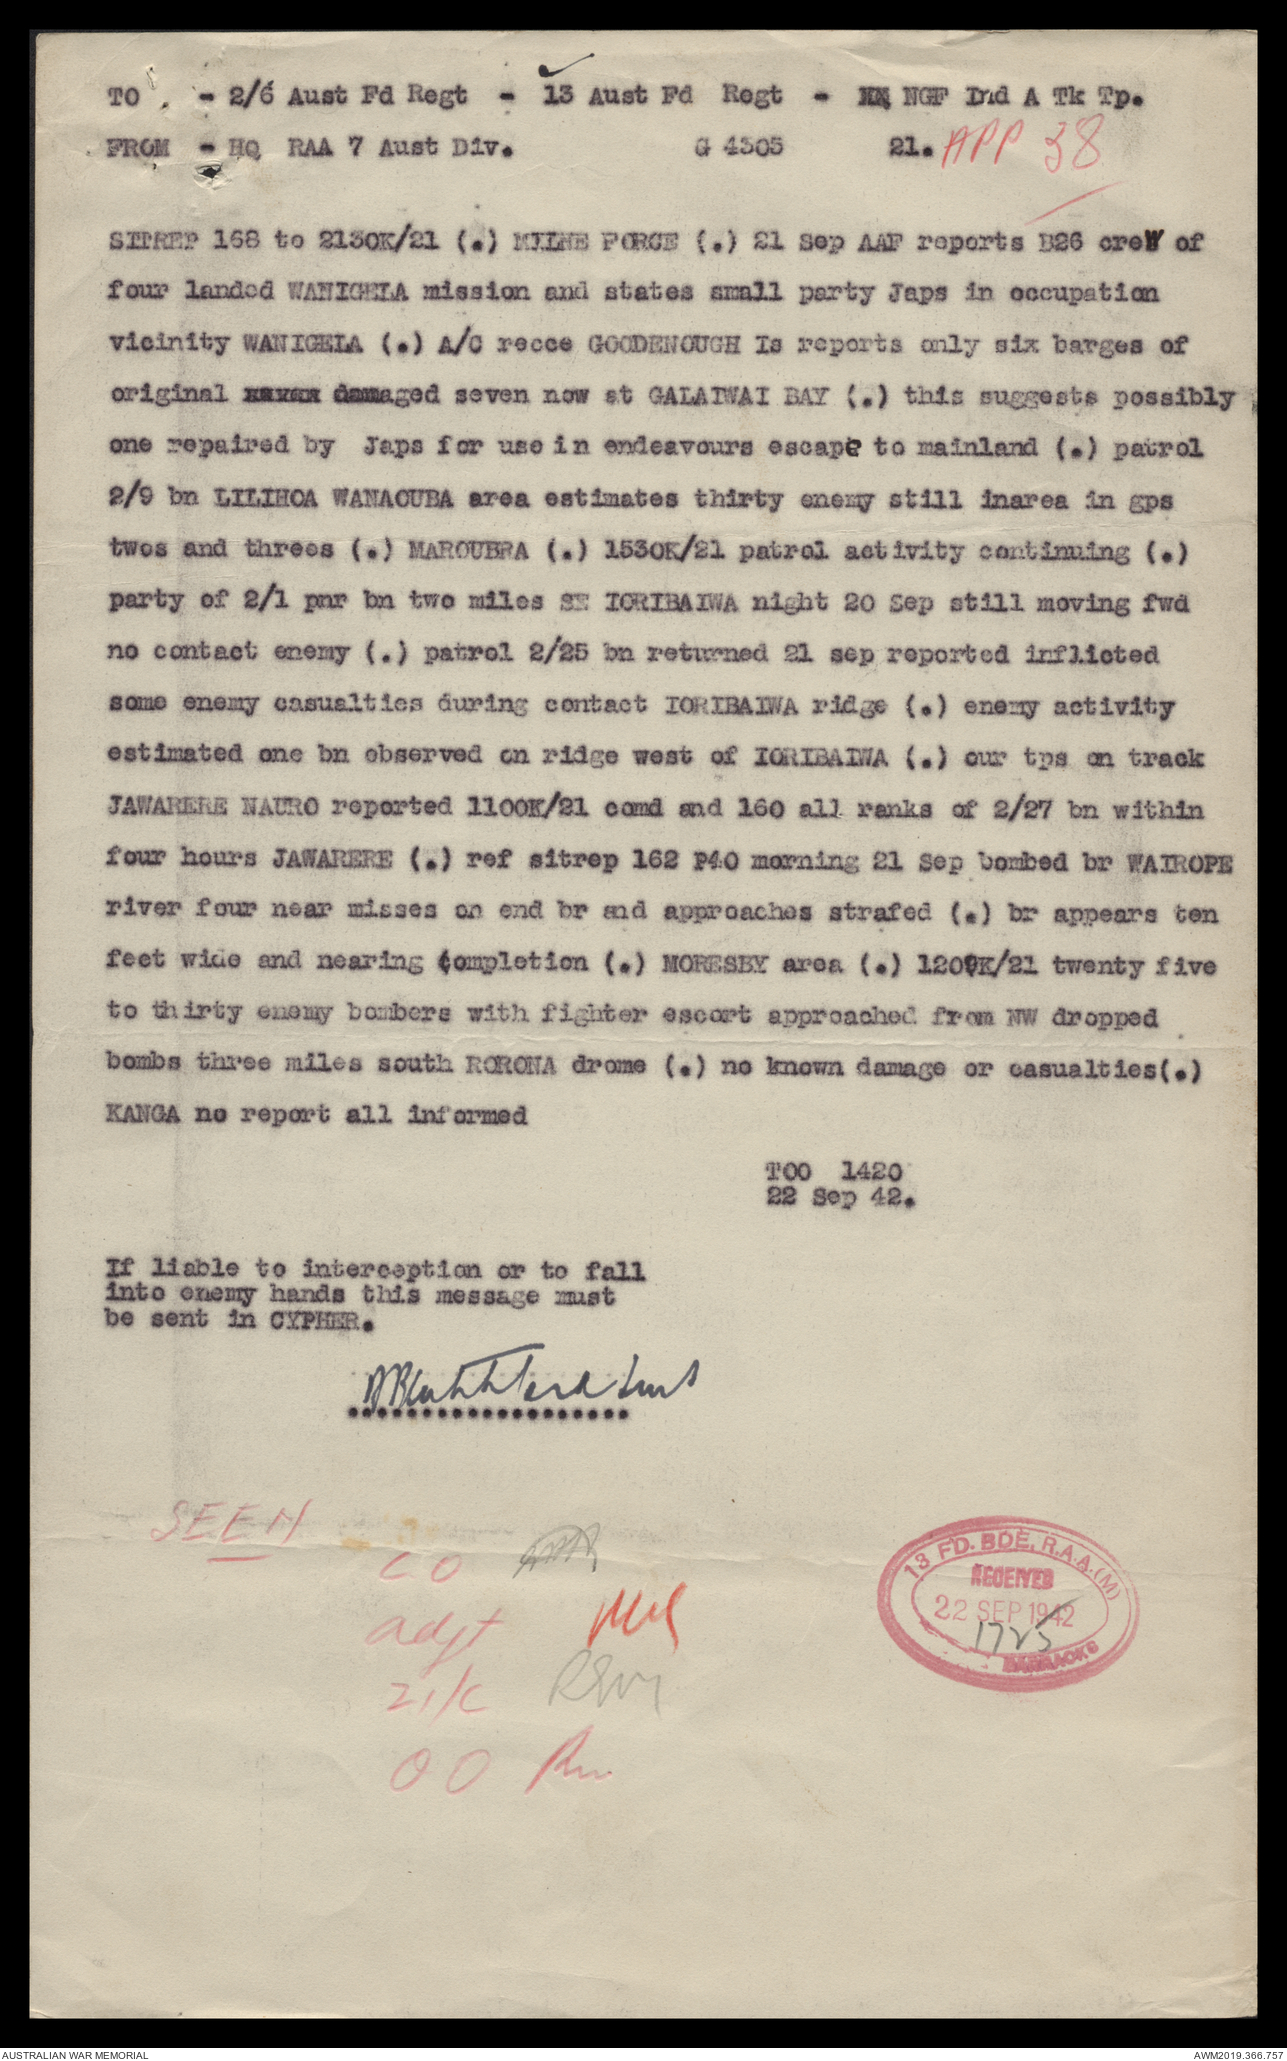 TO . - 2/6 Aust Fd Regt - 13 Aust Fd Regt - NGF Ind A Tk Tp.
FROM - HQ RAA 7 Aust Div. G 4305 21. APP 38
SITREP 168 to 2130K/21 (.) MILNE FORCE (.) 21 Sep AAF reports B26 crew of
four landed WANIGELA mission and states small party Japs in occupation
vicinity WANIGELA (.) A/C recce GOODENOUGH Is reports only six barges of
original xxxxx damaged seven now at GALAIWAI BAY (.) this suggests possibly
one repaired by Japs for use in endeavours escape to mainland (.) patrol
2/9 bn LILIHOA WANAOUBA area estimates thirty enemy still inarea in gps
twos and threes (.) MAROUBRA (.) 1530K/21 patrol activity continuing (.)
party of 2/1 pnr bn two miles SE IORIBAIWA night 20 Sep still moving fwd
no contact enemy (.) patrol 2/25 bn returned 21 sep reported inflicted
some enemy casualties during contact IORIBAIWA ridge (.) enemy activity
estimated one bn observed on ridge west of IORIBAIWA (.) our tps on track
JAWARERE NAURO reported 1100K/21 comd and 160 all ranks of 2/27 bn within
four hours JAWARERE (.) ref sitrep 162 P40 morning 21 Sep bombed br WAIROPE
river four near misses on end br and approaches strafed (.) br appears ten
feet wide and nearing completion (.) MORESBY area (.) 1200K/21 twenty five
to thirty enemy bombers with fighter escort approached from NW dropped
bombs three miles south RORONA drome (.) no known damage or casualties(.)
KANGA no report all informed
TOO 1420
22 Sep 42.
If liable to interception or to fall
into enemy hands this message must
be sent in CYPHER.
...................
SEEN
CO
adjt
2i/c
OO
13 FD. BDE, R.A.A.(M)
RECEIVED
22 SEP 1942
1725
BARRACKS
AUSTRALIAN WAR MEMORIAL AWM2019.366.757